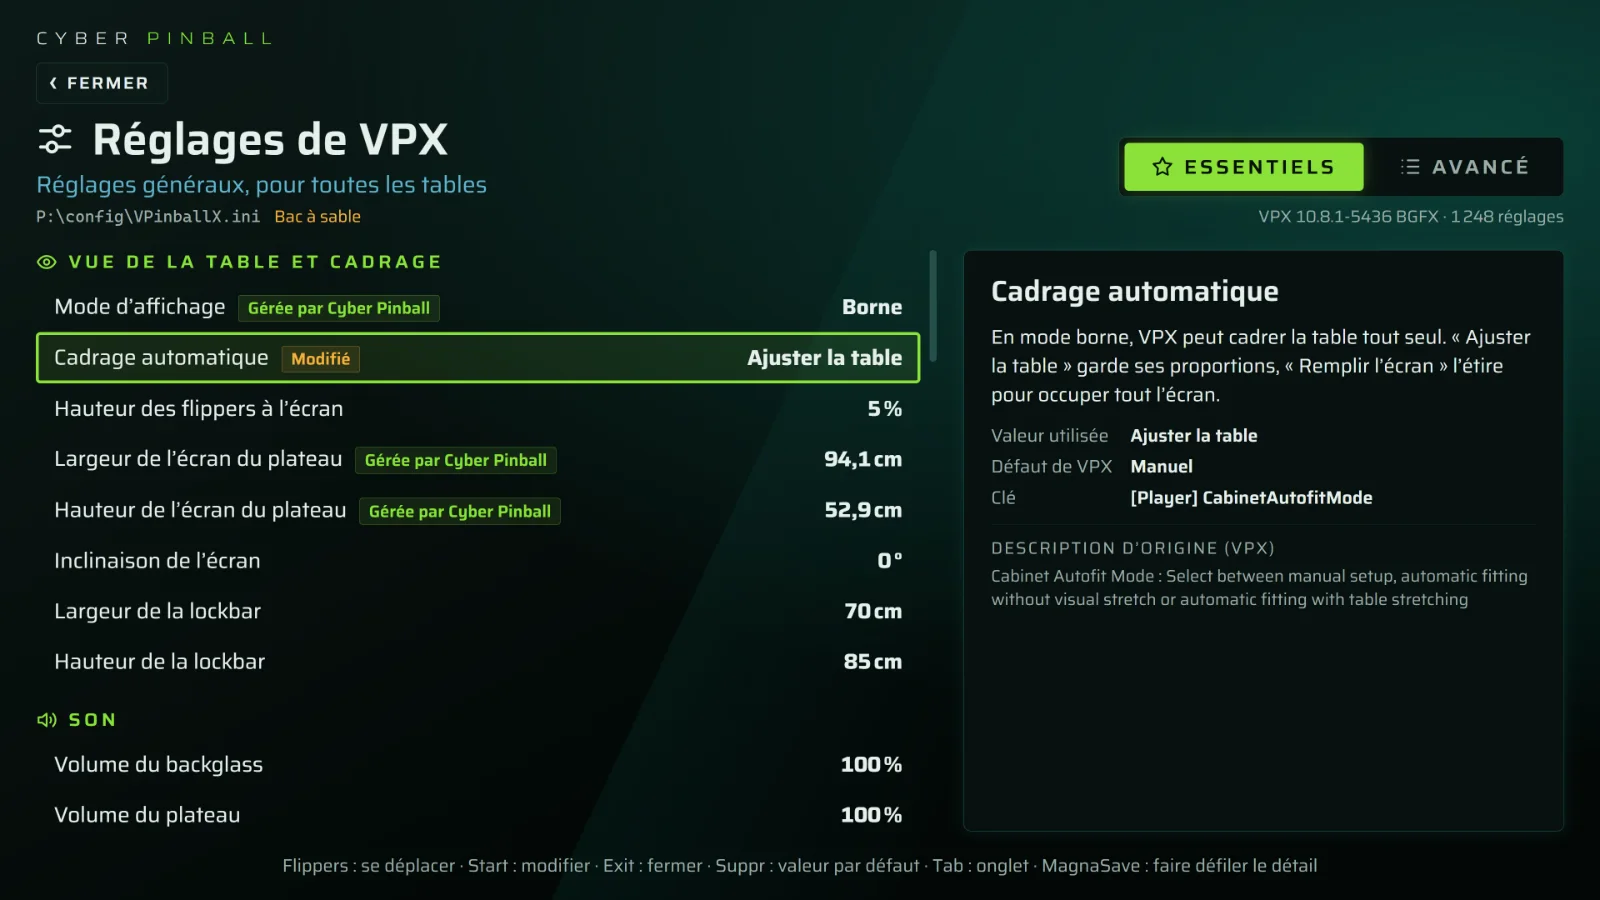 CYBER PINBALL
‹ FERMER
Réglages de VPX
Réglages généraux, pour toutes les tables
P:\config\VPinballX.ini Bac à sable
ESSENTIELS
AVANCÉ
VPX 10.8.1-5436 BGFX · 1 248 réglages
VUE DE LA TABLE ET CADRAGE
Mode d’affichage Gérée par Cyber Pinball Borne
Cadrage automatique Modifié Ajuster la table
Hauteur des flippers à l’écran 5 %
Largeur de l’écran du plateau Gérée par Cyber Pinball 94,1 cm
Hauteur de l’écran du plateau Gérée par Cyber Pinball 52,9 cm
Inclinaison de l’écran 0 °
Largeur de la lockbar 70 cm
Hauteur de la lockbar 85 cm
SON
Volume du backglass 100 %
Volume du plateau 100 %
Cadrage automatique
En mode borne, VPX peut cadrer la table tout seul. « Ajuster
la table » garde ses proportions, « Remplir l’écran » l’étire
pour occuper tout l’écran.
Valeur utilisée Ajuster la table
Défaut de VPX Manuel
Clé [Player] CabinetAutofitMode
DESCRIPTION D’ORIGINE (VPX)
Cabinet Autofit Mode : Select between manual setup, automatic fitting
without visual stretch or automatic fitting with table stretching
Flippers : se déplacer · Start : modifier · Exit : fermer · Suppr : valeur par défaut · Tab : onglet · MagnaSave : faire défiler le détail